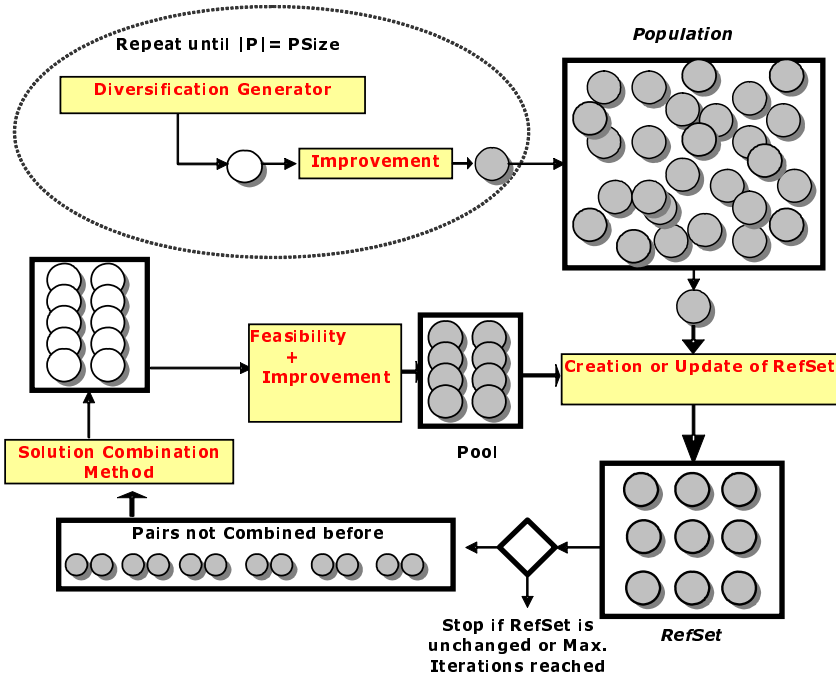 Repeat until |P|= PSize
Population
Diversification Generator
Improvement
Feasibility
+
Improvement
Creation or Update of RefSet
Pool
Solution Combination
Method
Pairs not Combined before
Stop if RefSet is
unchanged or Max.
Iterations reached
RefSet